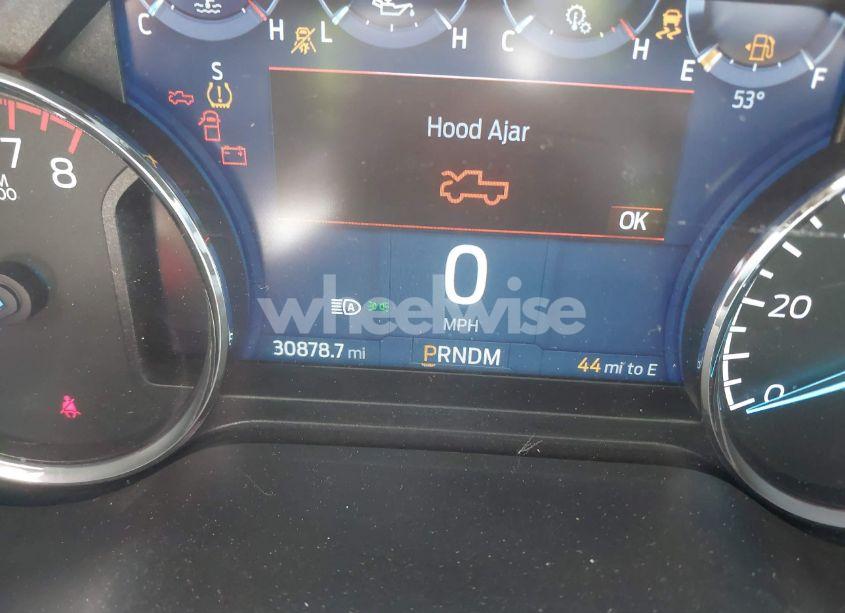 C H L H C H E F
S
53°
Hood Ajar
7
8
OK
0
MPH
wheelwise
A
20
0
30878.7 mi
PRNDM
44 mi to E